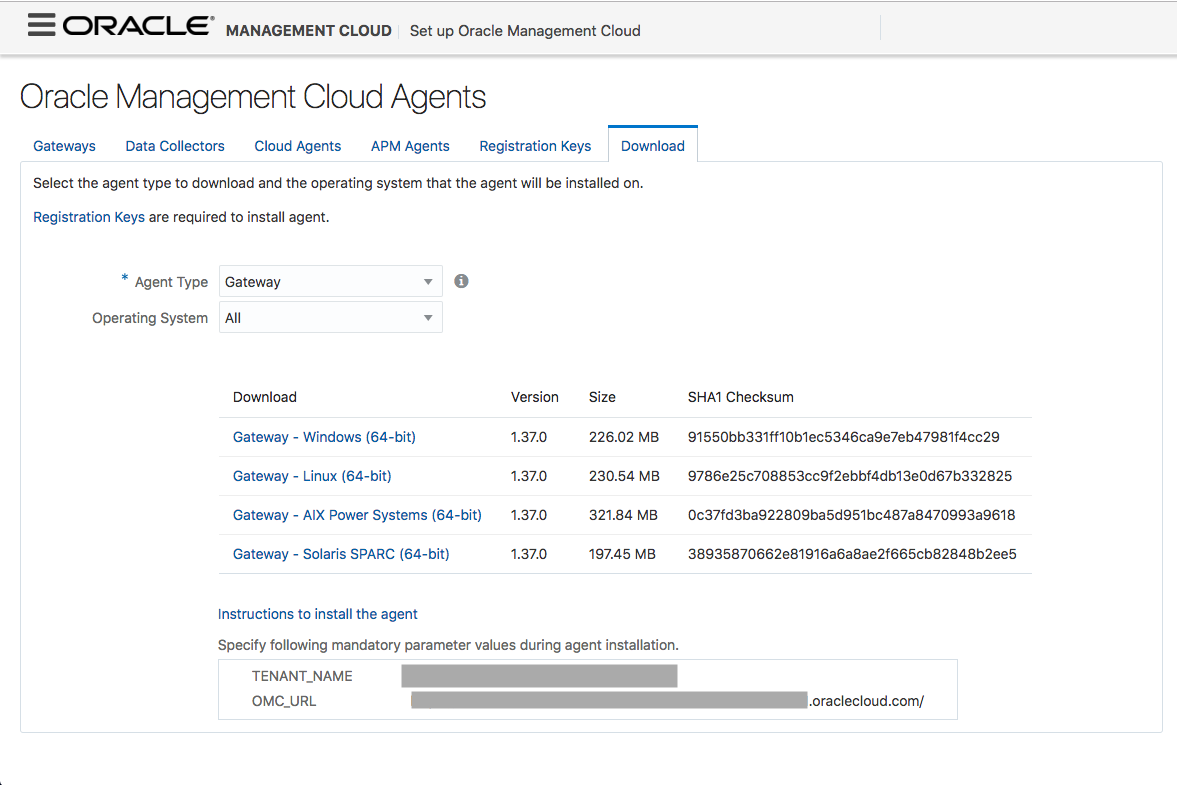 ORACLE® MANAGEMENT CLOUD Set up Oracle Management Cloud
Oracle Management Cloud Agents
Gateways Data Collectors Cloud Agents APM Agents Registration Keys Download
Select the agent type to download and the operating system that the agent will be installed on.
Registration Keys are required to install agent.
* Agent Type Gateway
Operating System All
Download Version Size SHA1 Checksum
Gateway - Windows (64-bit) 1.37.0 226.02 MB 91550bb331ff10b1ec5346ca9e7eb47981f4cc29
Gateway - Linux (64-bit) 1.37.0 230.54 MB 9786e25c708853cc9f2ebbf4db13e0d67b332825
Gateway - AIX Power Systems (64-bit) 1.37.0 321.84 MB 0c37fd3ba922809ba5d951bc487a8470993a9618
Gateway - Solaris SPARC (64-bit) 1.37.0 197.45 MB 38935870662e81916a6a8ae2f665cb82848b2ee5
Instructions to install the agent
Specify following mandatory parameter values during agent installation.
TENANT_NAME
OMC_URL .oraclecloud.com/